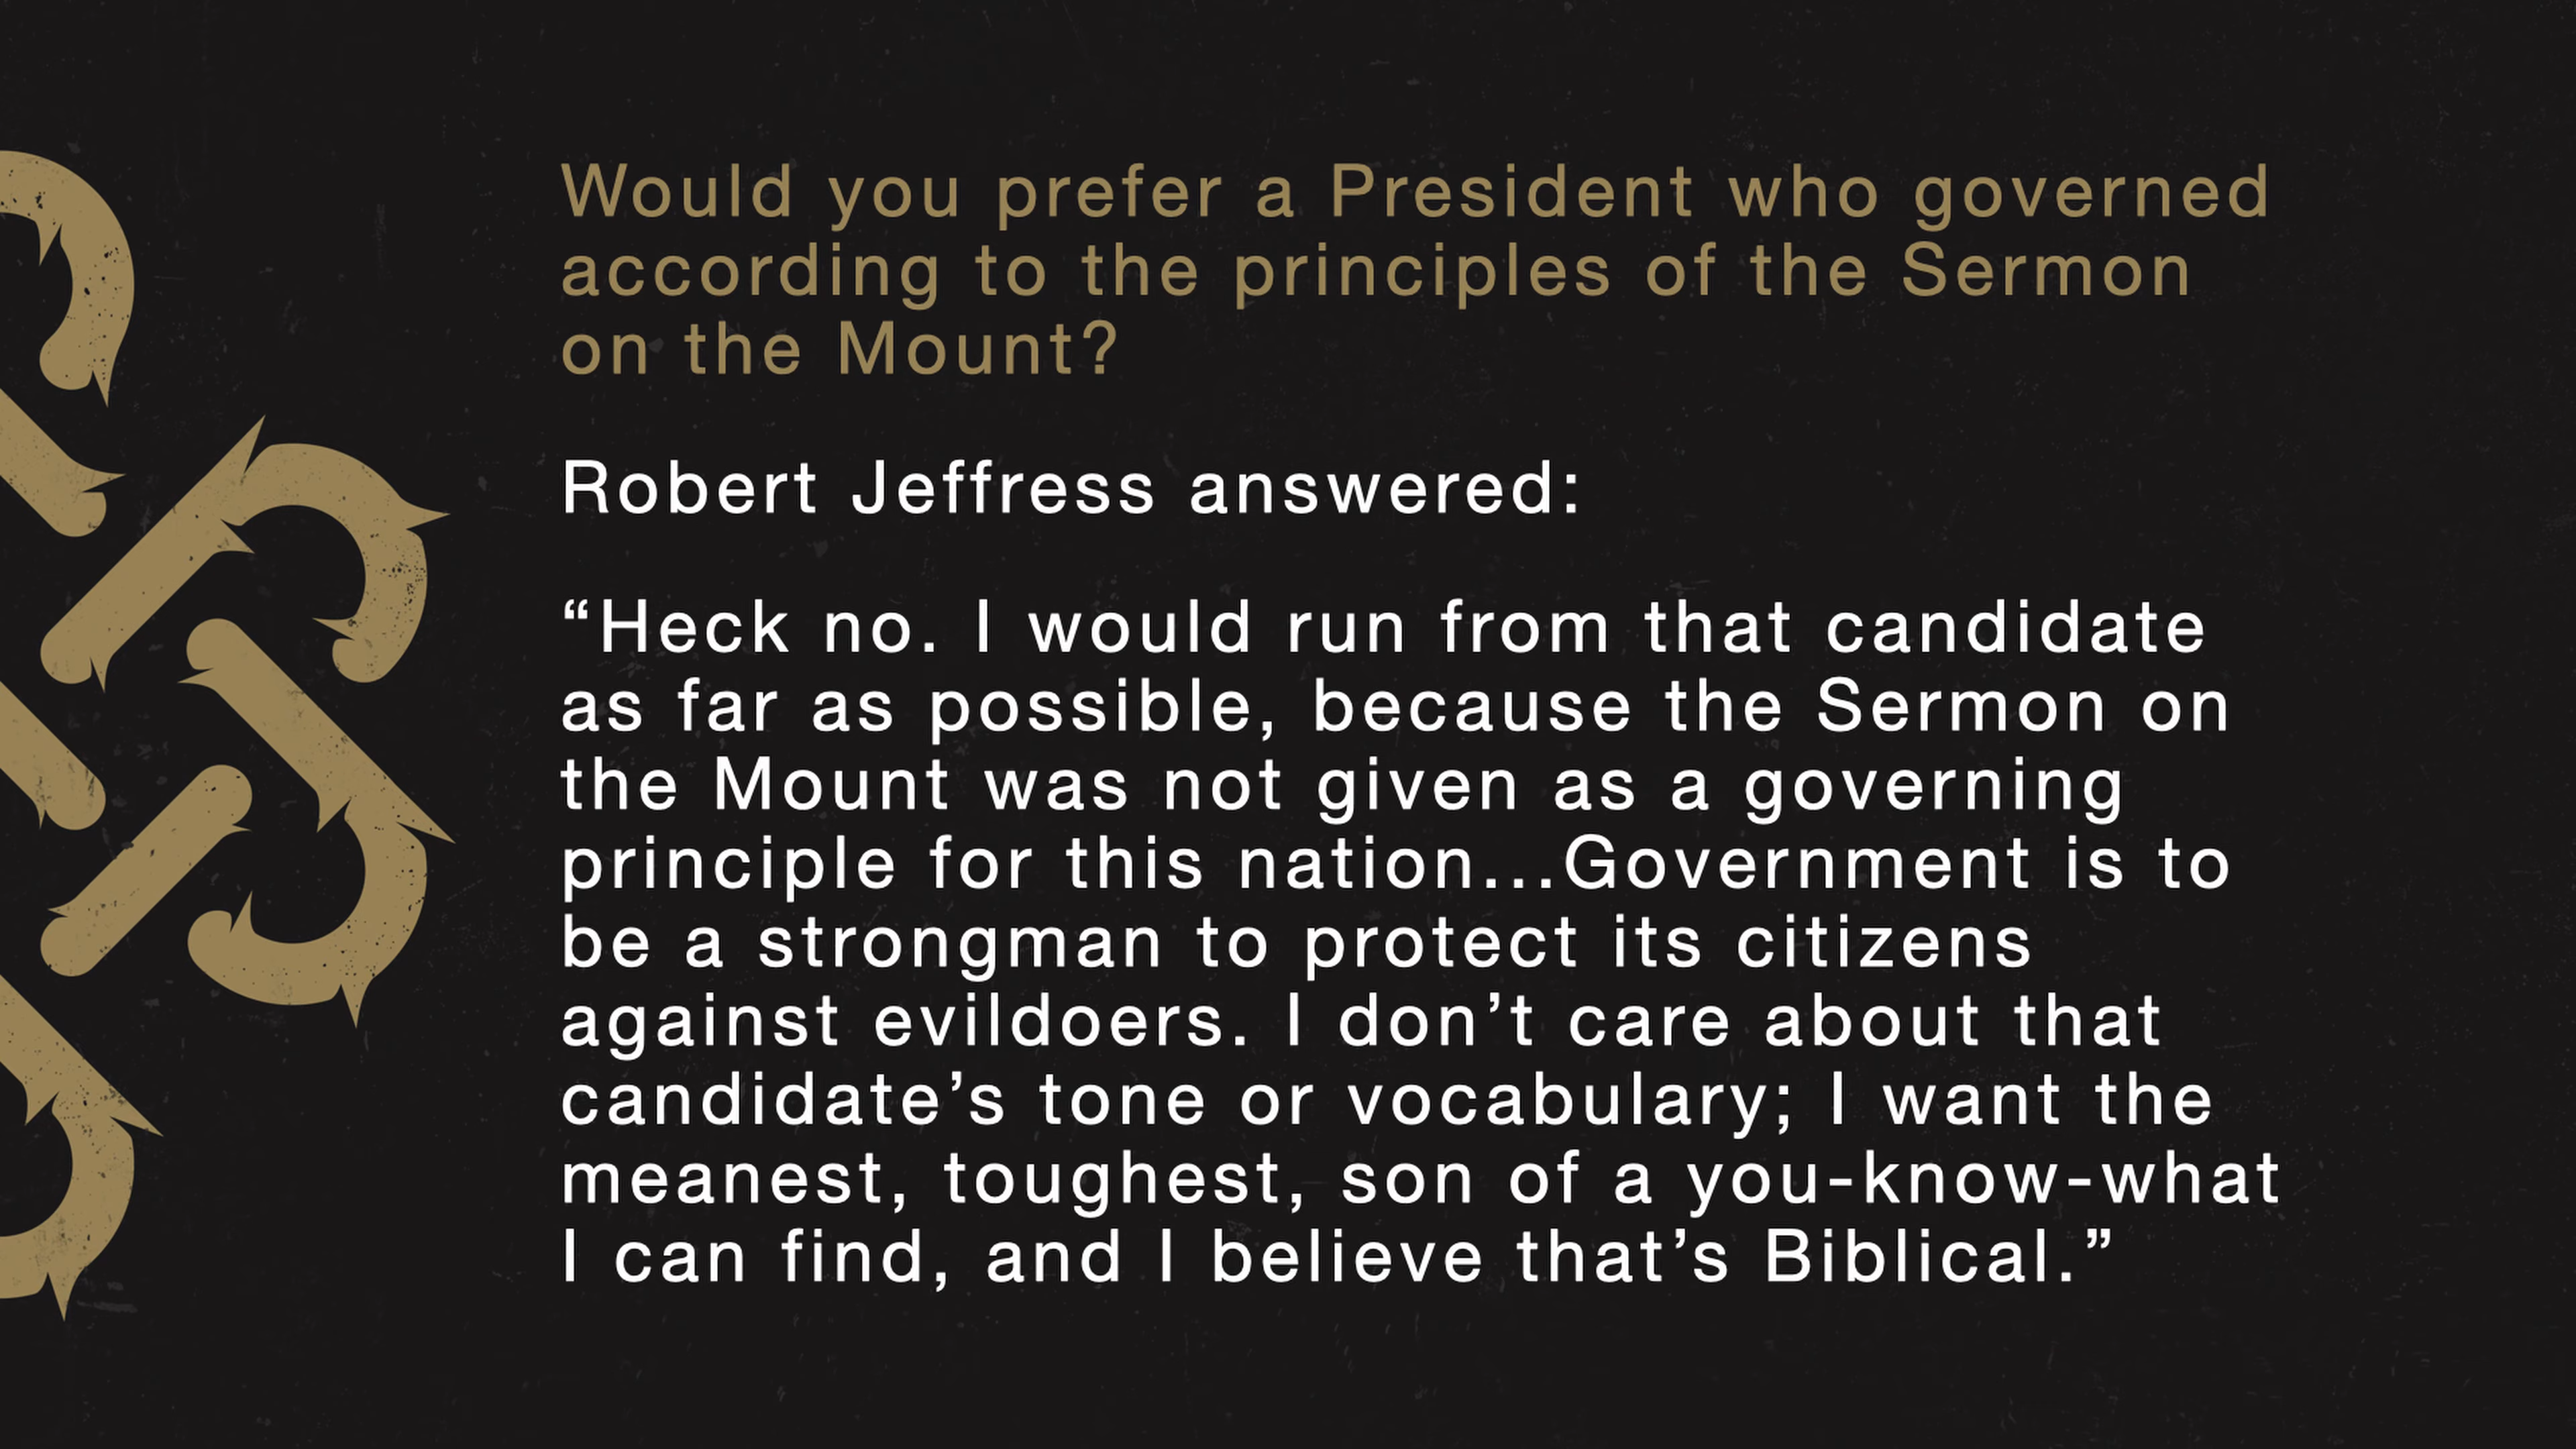 Would you prefer a President who governed
according to the principles of the Sermon
on the Mount?
Robert Jeffress answered:
“Heck no. I would run from that candidate
as far as possible, because the Sermon on
the Mount was not given as a governing
principle for this nation...Government is to
be a strongman to protect its citizens
against evildoers. I don’t care about that
candidate’s tone or vocabulary; I want the
meanest, toughest, son of a you-know-what
I can find, and I believe that’s Biblical.”